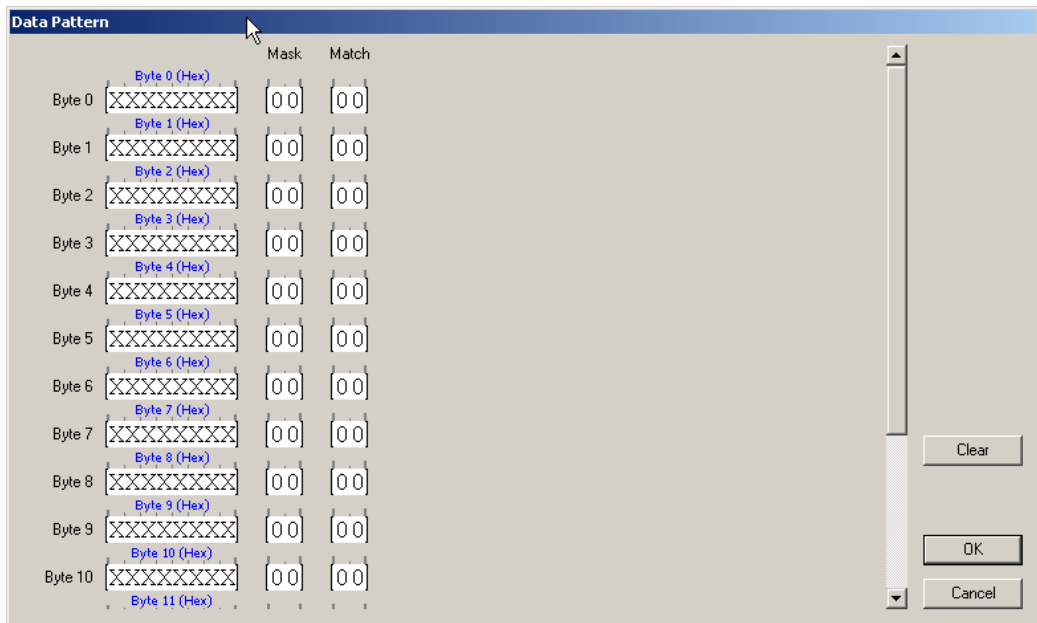 Data Pattern
Mask Match
Byte 0 (Hex)
Byte 0 XXXXXXXX 00 00
Byte 1 (Hex)
Byte 1 XXXXXXXX 00 00
Byte 2 (Hex)
Byte 2 XXXXXXXX 00 00
Byte 3 (Hex)
Byte 3 XXXXXXXX 00 00
Byte 4 (Hex)
Byte 4 XXXXXXXX 00 00
Byte 5 (Hex)
Byte 5 XXXXXXXX 00 00
Byte 6 (Hex)
Byte 6 XXXXXXXX 00 00
Byte 7 (Hex)
Byte 7 XXXXXXXX 00 00
Clear
Byte 8 (Hex)
Byte 8 XXXXXXXX 00 00
Byte 9 (Hex)
Byte 9 XXXXXXXX 00 00
Byte 10 (Hex)
OK
Byte 10 XXXXXXXX 00 00
Cancel
Byte 11 (Hex)